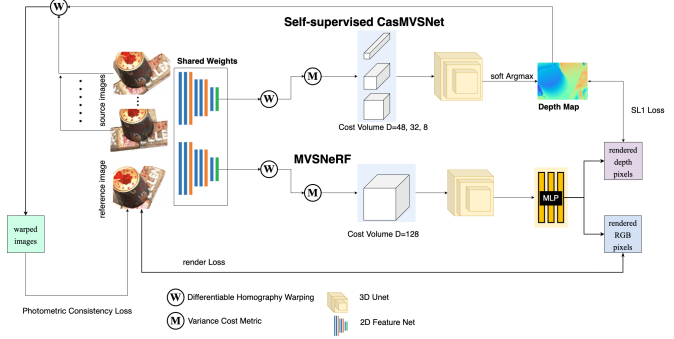 W
Self-supervised CasMVSNet
Shared Weights
source images
M
W
soft Argmax
Depth Map
SL1 Loss
Cost Volume D=48, 32, 8
MVSNeRF
reference image
W
M
MLP
rendered
depth
pixels
warped
images
Cost Volume D=128
rendered
RGB
pixels
render Loss
W
Differentiable Homography Warping
3D Unet
Photometric Consistency Loss
M
Variance Cost Metric
2D Feature Net